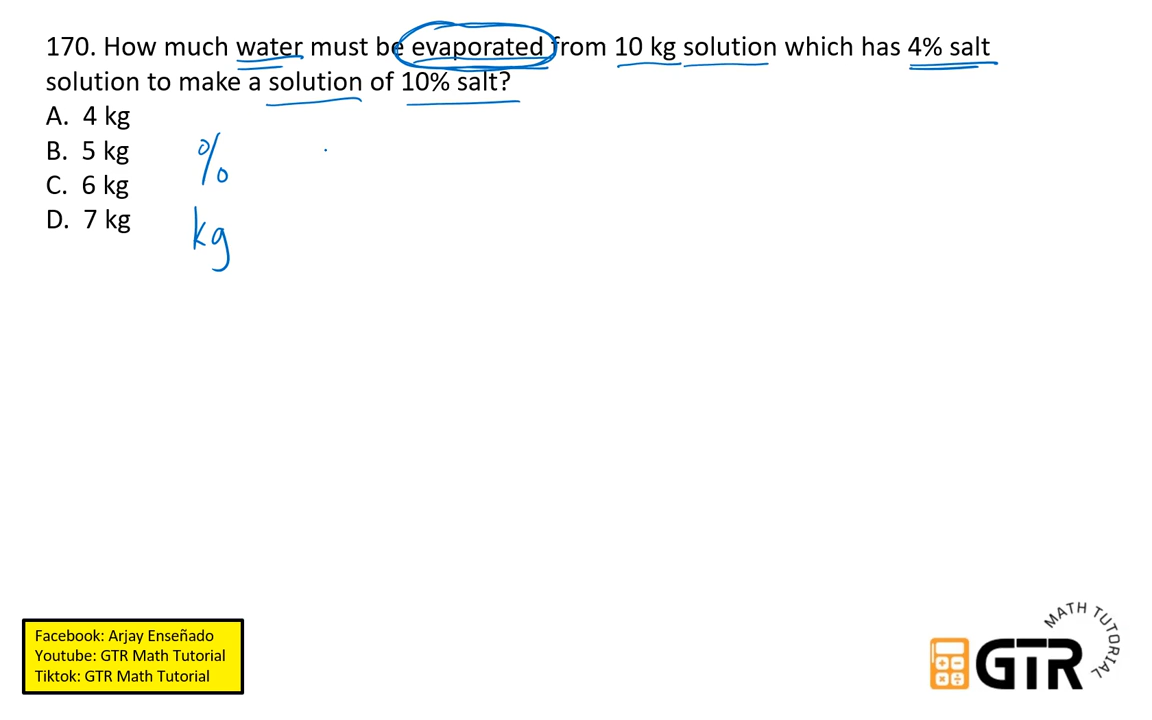 170. How much water must be evaporated from 10 kg solution which has 4% salt
solution to make a solution of 10% salt?
A. 4 kg
B. 5 kg
C. 6 kg
D. 7 kg
%
kg
Facebook: Arjay Enseñado
Youtube: GTR Math Tutorial
Tiktok: GTR Math Tutorial
GTR
MATH TUTORIAL